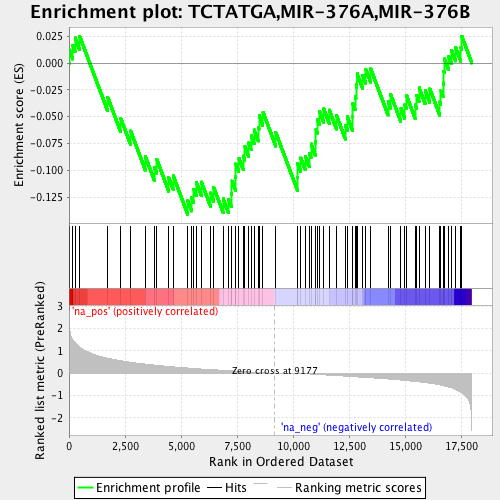 Enrichment plot: TCTATGA,MIR-376A,MIR-376B
Enrichment score (ES)
0.025
0.000
-0.025
-0.050
-0.075
-0.100
-0.125
'na_pos' (positively correlated)
Ranked list metric (PreRanked)
3
2
1
0
-1
-2
Zero cross at 9177
'na_neg' (negatively correlated)
0
2,500
5,000
7,500
10,000
12,500
15,000
17,500
Rank in Ordered Dataset
Enrichment profile
Hits
Ranking metric scores